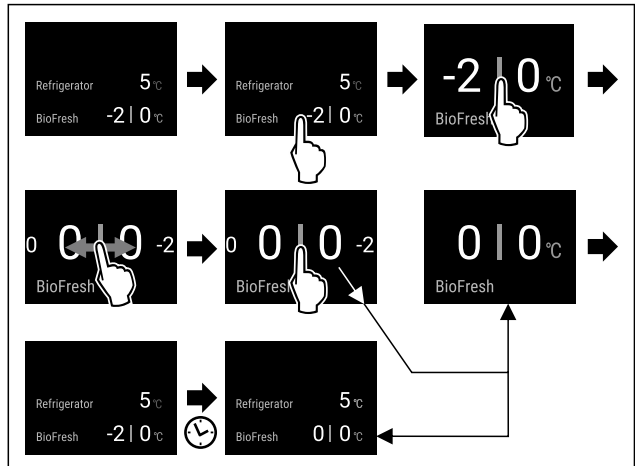 Refrigerator 5 °C
BioFresh -2 | 0 °C
Refrigerator 5 °C
BioFresh -2 | 0 °C
-2 | 0 °C
BioFresh
0 0 | 0 -2
BioFresh
0 0 | 0 -2
BioFresh
0 | 0 °C
BioFresh
Refrigerator 5 °C
BioFresh -2 | 0 °C
Refrigerator 5 °C
BioFresh 0 | 0 °C